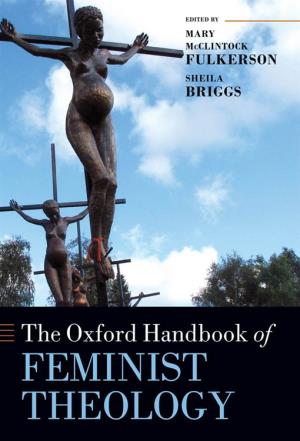 EDITED BY
MARY
McCLINTOCK
FULKERSON
SHEILA
BRIGGS
The Oxford Handbook of
FEMINIST
THEOLOGY